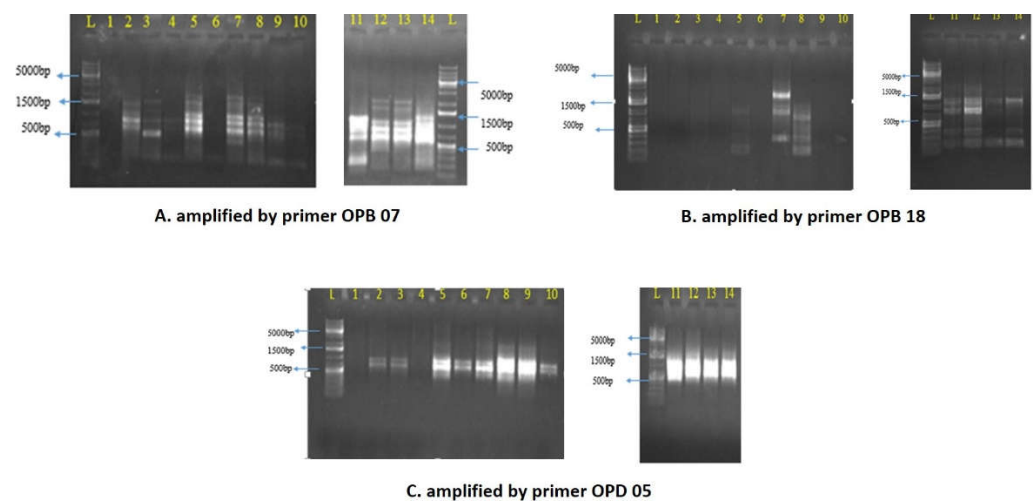 L 1 2 3 4 5 6 7 8 9 10
5000bp
1500bp
500bp
11 12 13 14 L
5000bp
1500bp
500bp
A. amplified by primer OPB 07
L 1 2 3 4 5 6 7 8 9 10
5000bp
1500bp
500bp
L 11 12 13 14
5000bp
1500bp
500bp
B. amplified by primer OPB 18
L 1 2 3 4 5 6 7 8 9 10
5000bp
1500bp
500bp
L 11 12 13 14
5000bp
1500bp
500bp
C. amplified by primer OPD 05